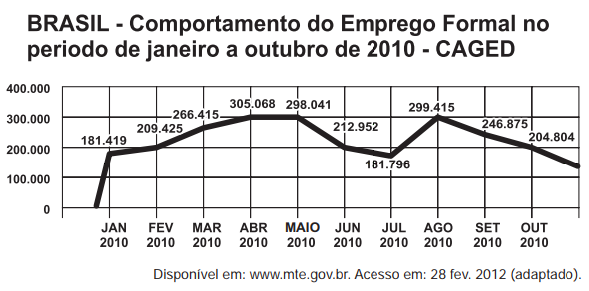 BRASIL - Comportamento do Emprego Formal no
periodo de janeiro a outubro de 2010 - CAGED
400.000
300.000
200.000
100.000
0
181.419
209.425
266.415
305.068
298.041
212.952
181.796
299.415
246.875
204.804
JAN 2010
FEV 2010
MAR 2010
ABR 2010
MAIO 2010
JUN 2010
JUL 2010
AGO 2010
SET 2010
OUT 2010
Disponível em: www.mte.gov.br. Acesso em: 28 fev. 2012 (adaptado).